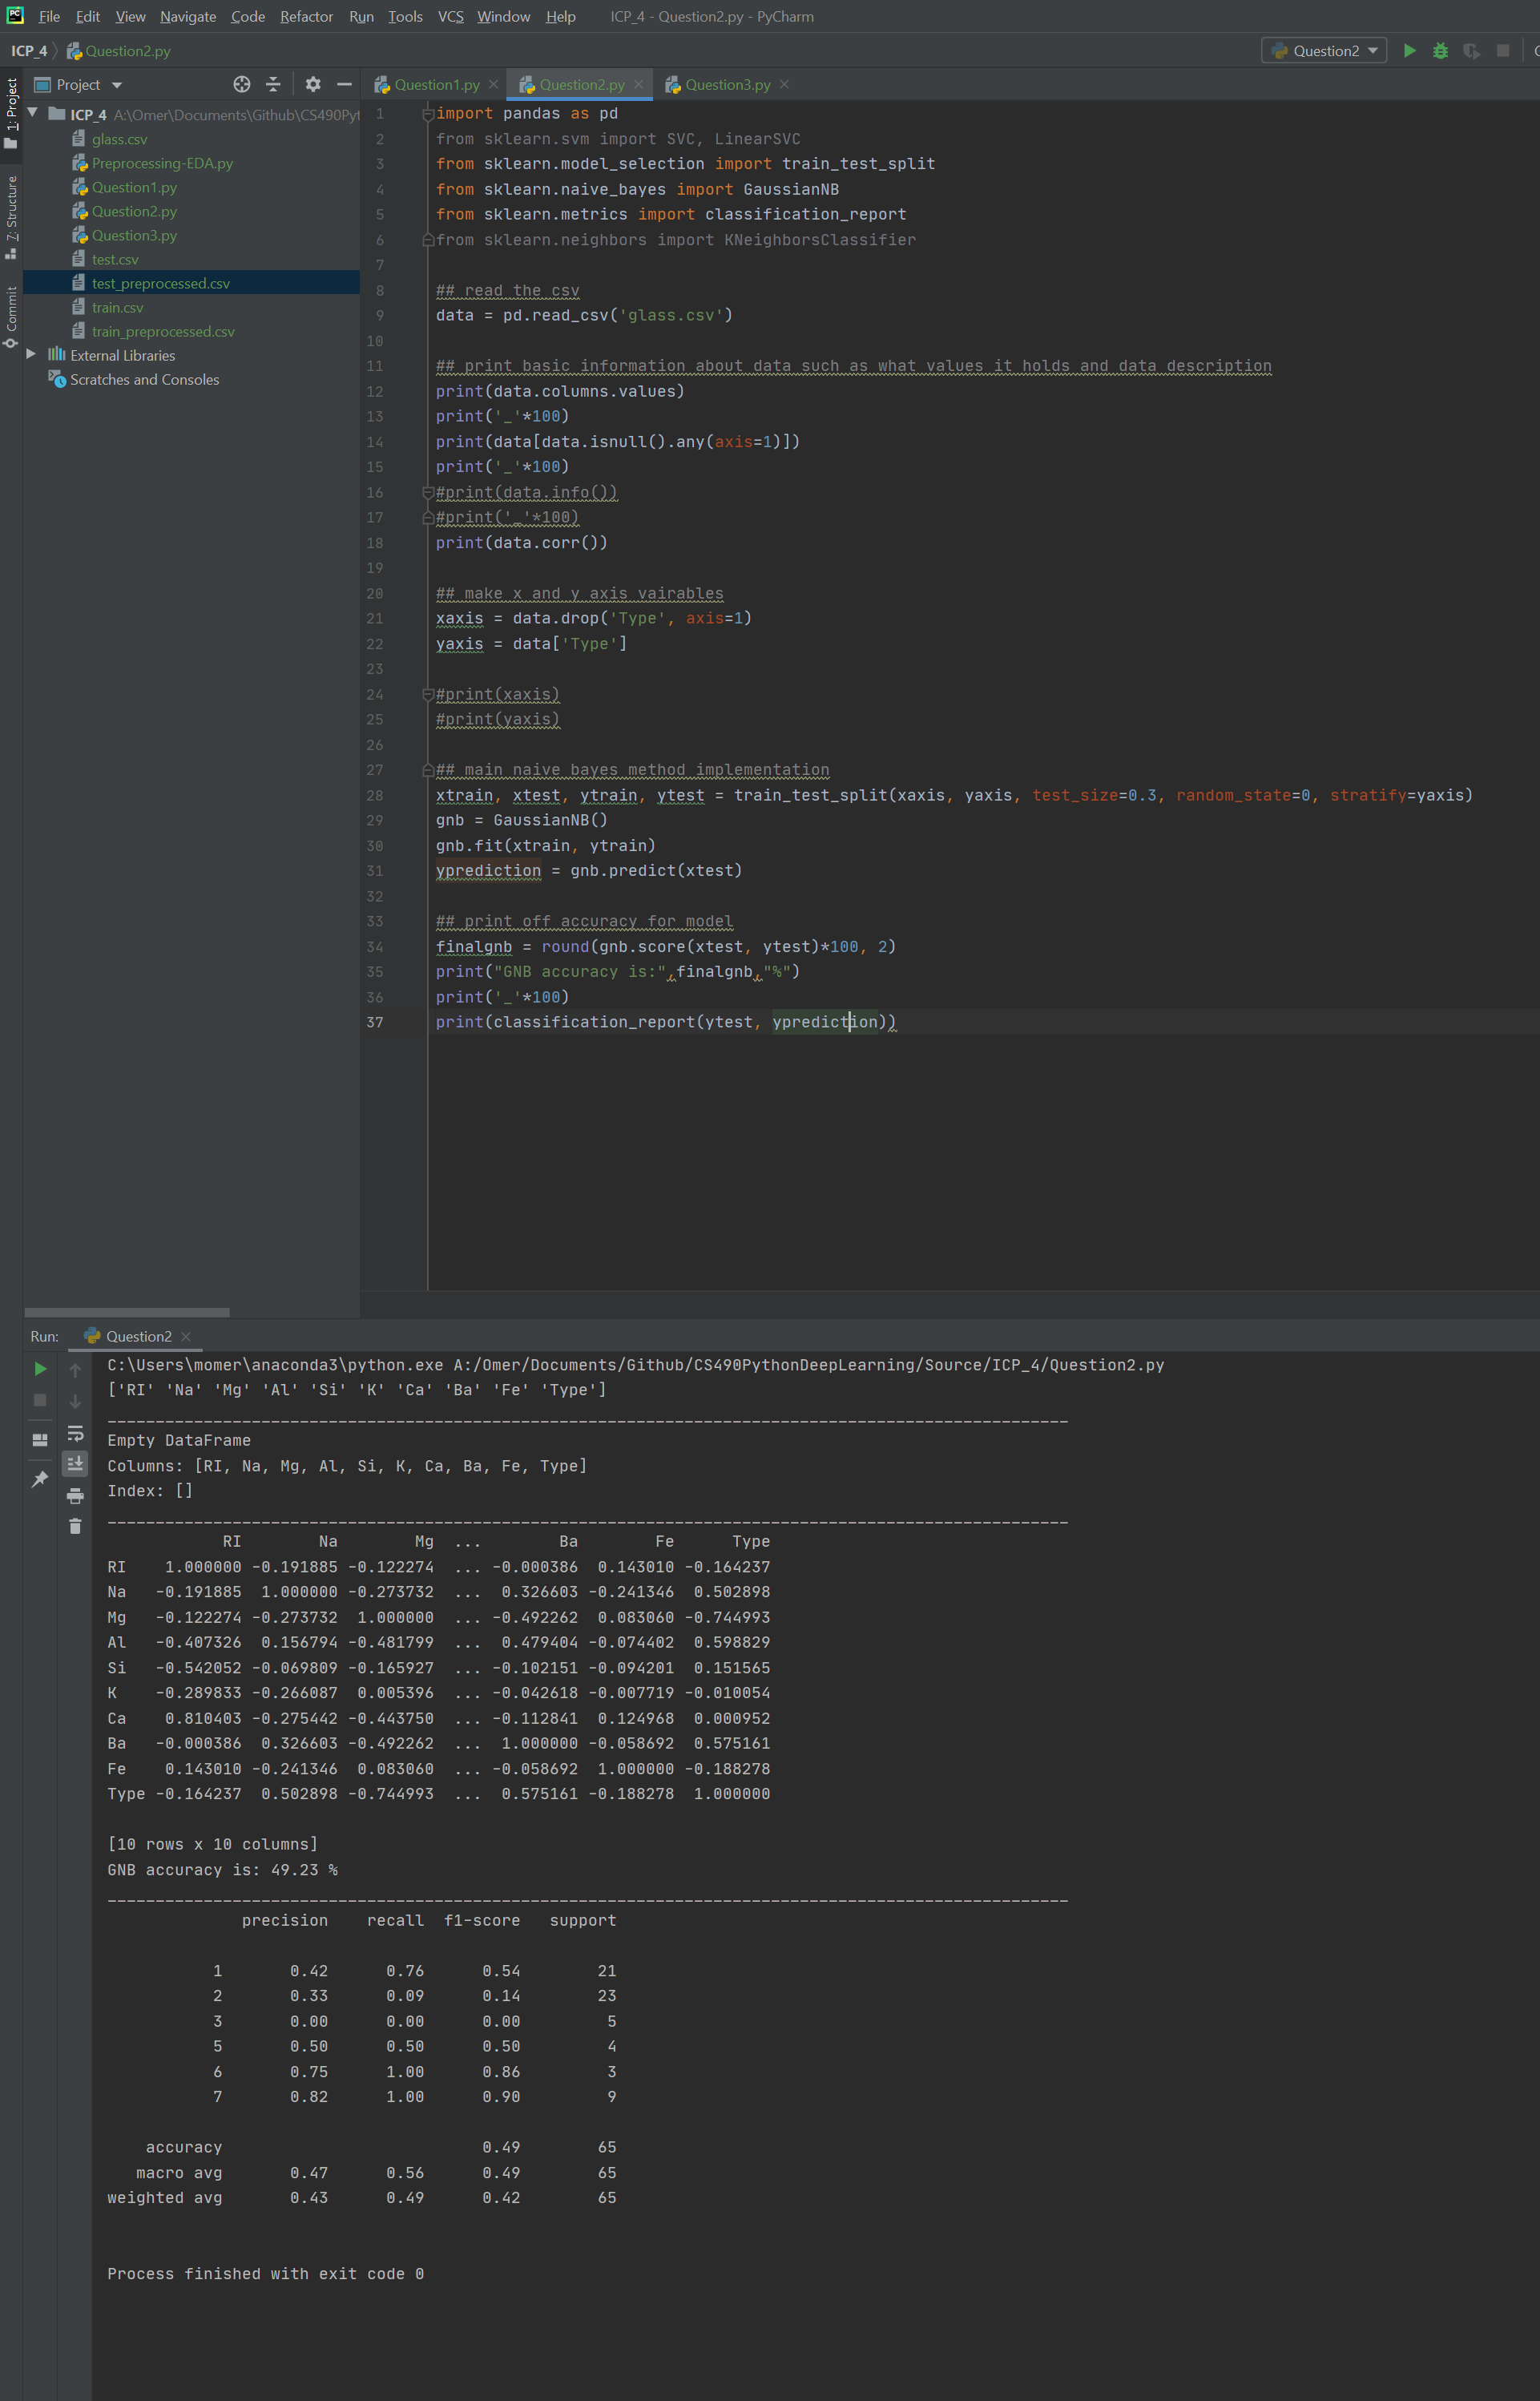 PC File Edit View Navigate Code Refactor Run Tools VCS Window Help ICP_4 - Question2.py - PyCharm
ICP_4 Question2.py Question2
Project Question1.py Question2.py Question3.py
1: Project
7: Structure
Commit
ICP_4 A:\Omer\Documents\Github\CS490Pyt
glass.csv
Preprocessing-EDA.py
Question1.py
Question2.py
Question3.py
test.csv
test_preprocessed.csv
train.csv
train_preprocessed.csv
External Libraries
Scratches and Consoles
1 import pandas as pd
2 from sklearn.svm import SVC, LinearSVC
3 from sklearn.model_selection import train_test_split
4 from sklearn.naive_bayes import GaussianNB
5 from sklearn.metrics import classification_report
6 from sklearn.neighbors import KNeighborsClassifier
7
8 ## read the csv
9 data = pd.read_csv('glass.csv')
10
11 ## print basic information about data such as what values it holds and data description
12 print(data.columns.values)
13 print('_'*100)
14 print(data[data.isnull().any(axis=1)])
15 print('_'*100)
16 #print(data.info())
17 #print('_'*100)
18 print(data.corr())
19
20 ## make x and y axis vairables
21 xaxis = data.drop('Type', axis=1)
22 yaxis = data['Type']
23
24 #print(xaxis)
25 #print(yaxis)
26
27 ## main naive bayes method implementation
28 xtrain, xtest, ytrain, ytest = train_test_split(xaxis, yaxis, test_size=0.3, random_state=0, stratify=yaxis)
29 gnb = GaussianNB()
30 gnb.fit(xtrain, ytrain)
31 yprediction = gnb.predict(xtest)
32
33 ## print off accuracy for model
34 finalgnb = round(gnb.score(xtest, ytest)*100, 2)
35 print("GNB accuracy is:",finalgnb,"%")
36 print('_'*100)
37 print(classification_report(ytest, yprediction))
Run: Question2
C:\Users\momer\anaconda3\python.exe A:/Omer/Documents/Github/CS490PythonDeepLearning/Source/ICP_4/Question2.py
['RI' 'Na' 'Mg' 'Al' 'Si' 'K' 'Ca' 'Ba' 'Fe' 'Type']
____________________________________________________________________________________________________
Empty DataFrame
Columns: [RI, Na, Mg, Al, Si, K, Ca, Ba, Fe, Type]
Index: []
____________________________________________________________________________________________________
RI Na Mg ... Ba Fe Type
RI 1.000000 -0.191885 -0.122274 ... -0.000386 0.143010 -0.164237
Na -0.191885 1.000000 -0.273732 ... 0.326603 -0.241346 0.502898
Mg -0.122274 -0.273732 1.000000 ... -0.492262 0.083060 -0.744993
Al -0.407326 0.156794 -0.481799 ... 0.479404 -0.074402 0.598829
Si -0.542052 -0.069809 -0.165927 ... -0.102151 -0.094201 0.151565
K -0.289833 -0.266087 0.005396 ... -0.042618 -0.007719 -0.010054
Ca 0.810403 -0.275442 -0.443750 ... -0.112841 0.124968 0.000952
Ba -0.000386 0.326603 -0.492262 ... 1.000000 -0.058692 0.575161
Fe 0.143010 -0.241346 0.083060 ... -0.058692 1.000000 -0.188278
Type -0.164237 0.502898 -0.744993 ... 0.575161 -0.188278 1.000000
[10 rows x 10 columns]
GNB accuracy is: 49.23 %
____________________________________________________________________________________________________
precision recall f1-score support
1 0.42 0.76 0.54 21
2 0.33 0.09 0.14 23
3 0.00 0.00 0.00 5
5 0.50 0.50 0.50 4
6 0.75 1.00 0.86 3
7 0.82 1.00 0.90 9
accuracy 0.49 65
macro avg 0.47 0.56 0.49 65
weighted avg 0.43 0.49 0.42 65
Process finished with exit code 0